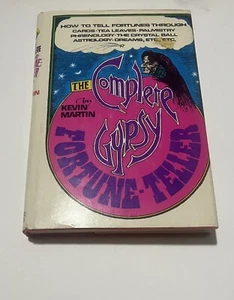 HOW TO TELL FORTUNES THROUGH
CARDS·TEA LEAVES·PALMISTRY
PHRENOLOGY·THE CRYSTAL BALL
ASTROLOGY·DREAMS, ETC., ETC.
THE
Complete
by
KEVIN
MARTIN
Gypsy
FORTUNE-TELLER